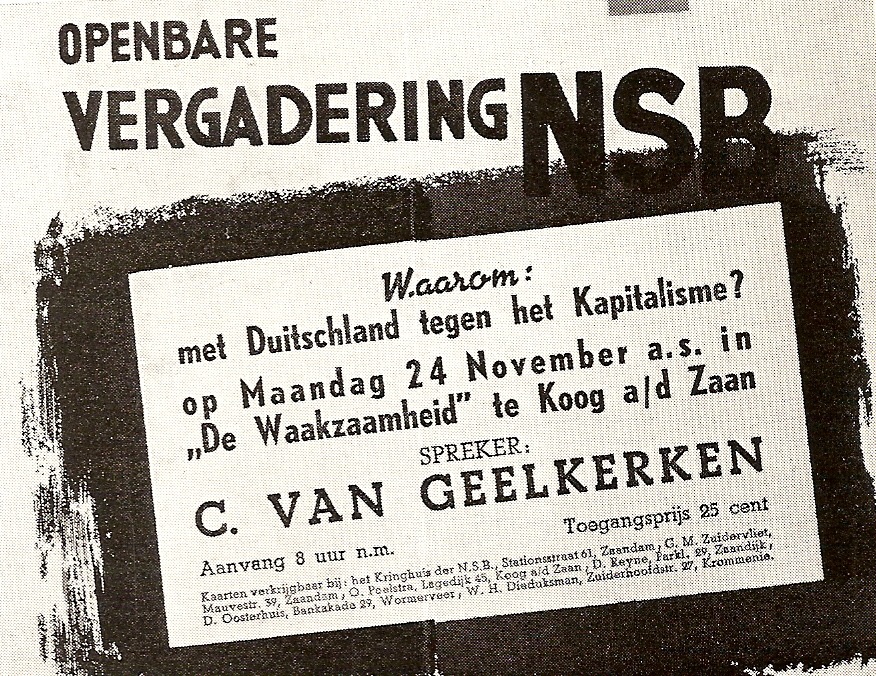 OPENBARE
VERGADERING NSB
Waarom:
met Duitschland tegen het Kapitalisme?
op Maandag 24 November a.s. in
„De Waakzaamheid” te Koog a/d Zaan
SPREKER:
C. VAN GEELKERKEN
Aanvang 8 uur n.m. Toegangsprijs 25 cent
Kaarten verkrijgbaar bij: het Kringhuis der N.S.B., Stationsstraat 61, Zaandam; G. M. Zuidervliet,
Mauvestr. 39, Zaandam; O. Poelstra, Lagedijk 45, Koog a/d Zaan; D. Reyne, Parkl. 29, Zaandijk;
D. Oosterhuis, Bankakade 29, Wormerveer; W. H. Dieduksman, Zuiderhoofdstr. 27, Krommenie.